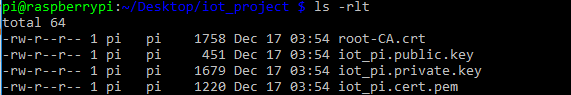 pi@raspberrypi:~/Desktop/iot_project $ ls -rlt
total 64
-rw-r--r-- 1 pi   pi    1758 Dec 17 03:54 root-CA.crt
-rw-r--r-- 1 pi   pi     451 Dec 17 03:54 iot_pi.public.key
-rw-r--r-- 1 pi   pi    1679 Dec 17 03:54 iot_pi.private.key
-rw-r--r-- 1 pi   pi    1220 Dec 17 03:54 iot_pi.cert.pem